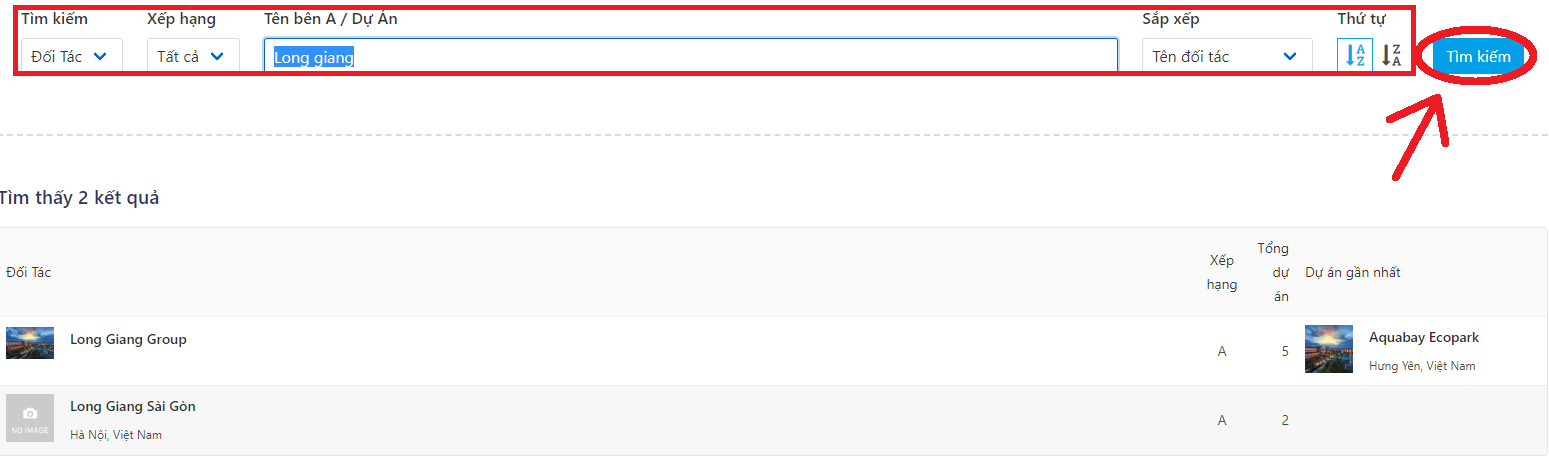 Tìm kiếm Xếp hạng Tên bên A / Dự Án Sắp xếp Thứ tự
Đối Tác Tất cả Long giang Tên đối tác A Z Z A Tìm kiếm
Tìm thấy 2 kết quả
Đối Tác Xếp hạng Tổng dự án Dự án gần nhất
Long Giang Group A 5 Aquabay Ecopark
Hưng Yên, Việt Nam
NO IMAGE Long Giang Sài Gòn A 2
Hà Nội, Việt Nam